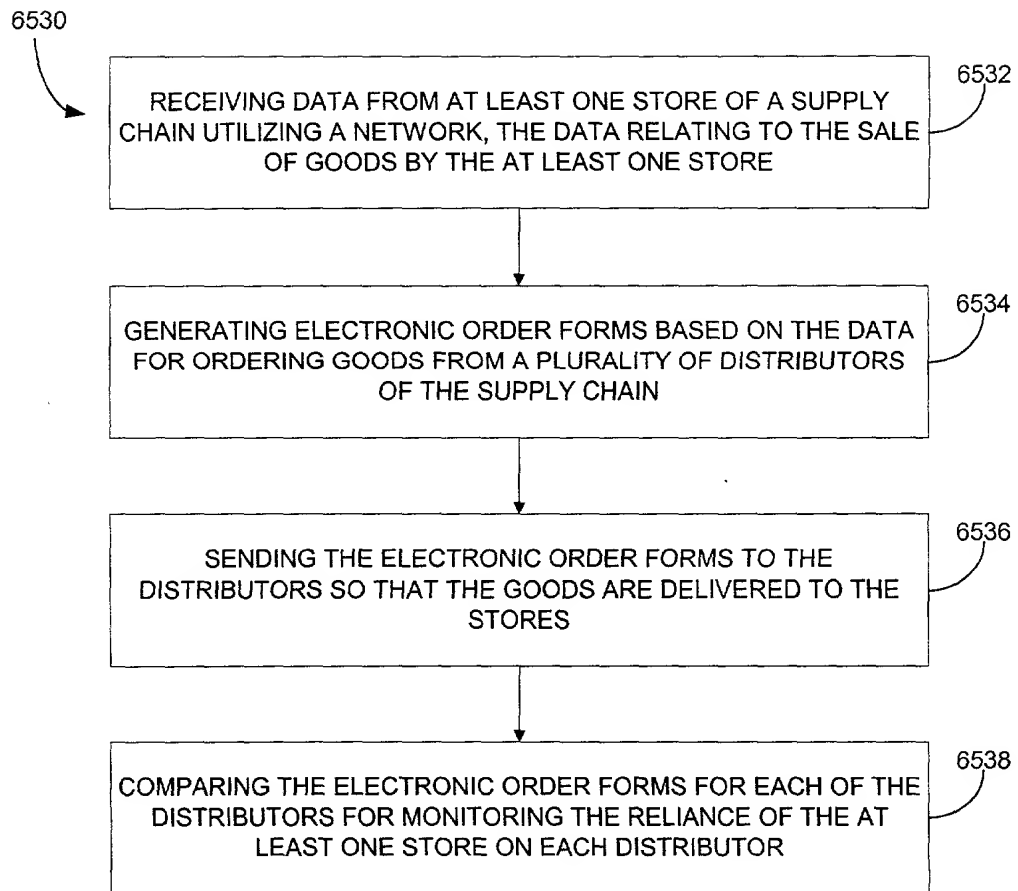 6530
6532
RECEIVING DATA FROM AT LEAST ONE STORE OF A SUPPLY
CHAIN UTILIZING A NETWORK, THE DATA RELATING TO THE SALE
OF GOODS BY THE AT LEAST ONE STORE
6534
GENERATING ELECTRONIC ORDER FORMS BASED ON THE DATA
FOR ORDERING GOODS FROM A PLURALITY OF DISTRIBUTORS
OF THE SUPPLY CHAIN
6536
SENDING THE ELECTRONIC ORDER FORMS TO THE
DISTRIBUTORS SO THAT THE GOODS ARE DELIVERED TO THE
STORES
6538
COMPARING THE ELECTRONIC ORDER FORMS FOR EACH OF THE
DISTRIBUTORS FOR MONITORING THE RELIANCE OF THE AT
LEAST ONE STORE ON EACH DISTRIBUTOR